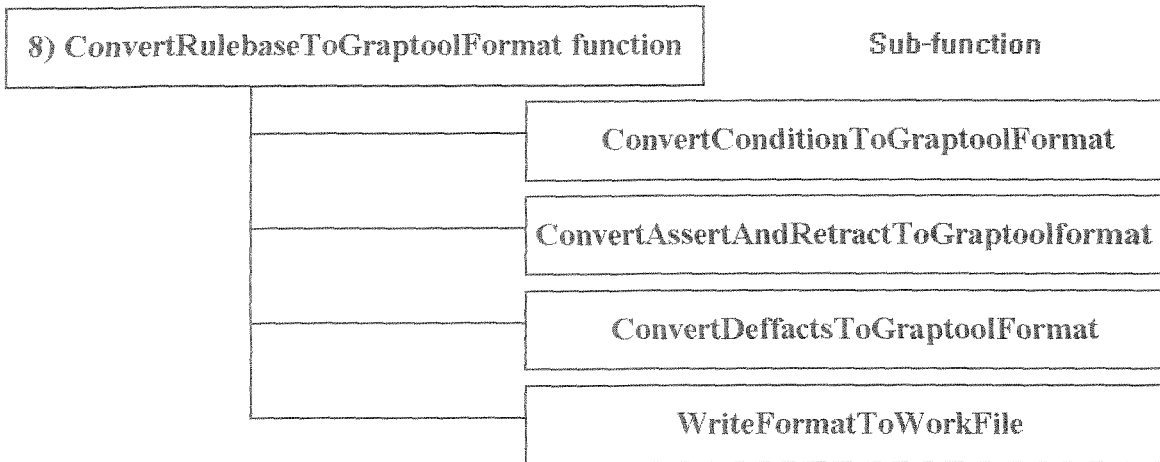 8) ConvertRulebaseToGraptoolFormat function
Sub-function
ConvertConditionToGraptoolFormat
ConvertAssertAndRetractToGraptoolformat
ConvertDeffactsToGraptoolFormat
WriteFormatToWorkFile